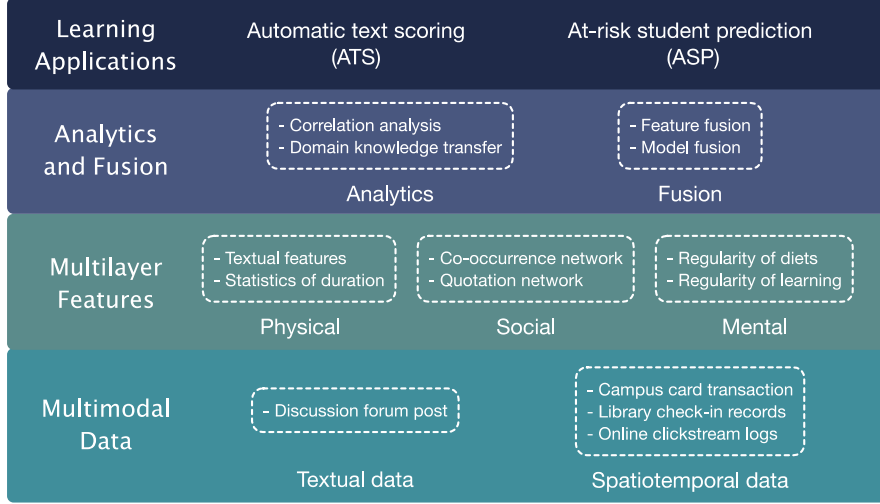 Learning
Applications
Automatic text scoring
(ATS)
At-risk student prediction
(ASP)
Analytics
and Fusion
- Correlation analysis
- Domain knowledge transfer
Analytics
- Feature fusion
- Model fusion
Fusion
Multilayer
Features
- Textual features
- Statistics of duration
Physical
- Co-occurrence network
- Quotation network
Social
- Regularity of diets
- Regularity of learning
Mental
Multimodal
Data
- Discussion forum post
Textual data
- Campus card transaction
- Library check-in records
- Online clickstream logs
Spatiotemporal data